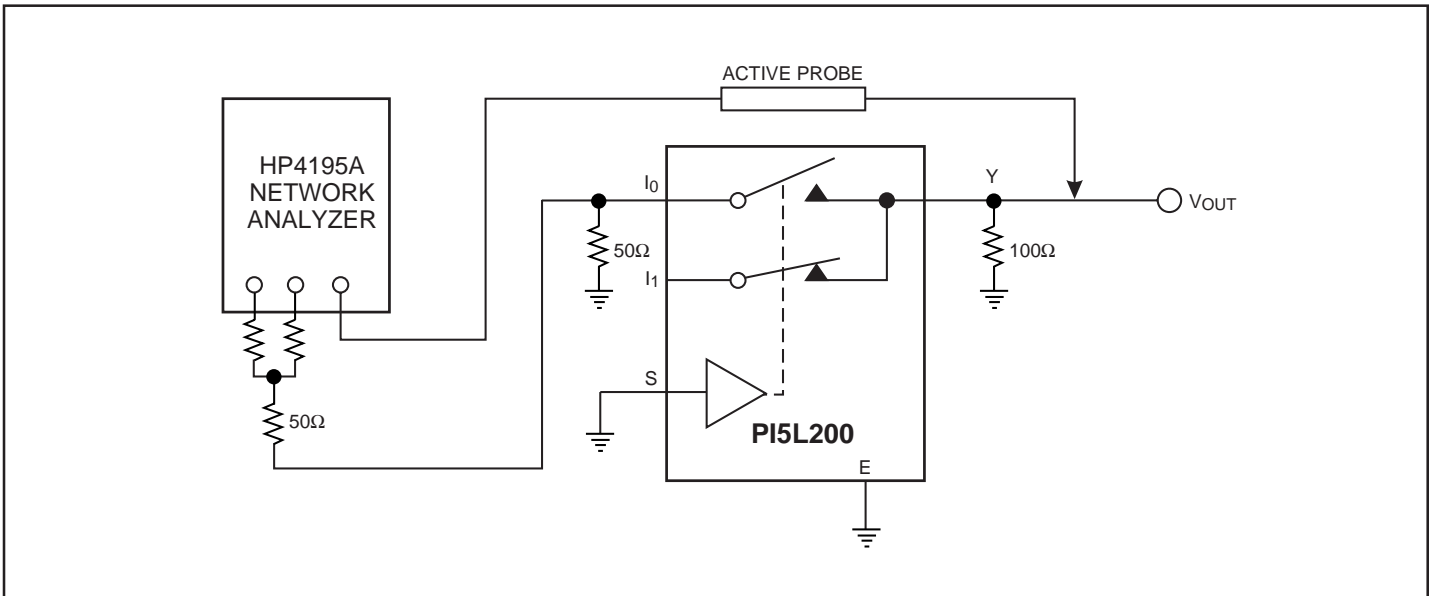 ACTIVE PROBE
HP4195A
NETWORK
ANALYZER
I0
Y
VOUT
50Ω
100Ω
I1
S
50Ω
PI5L200
E